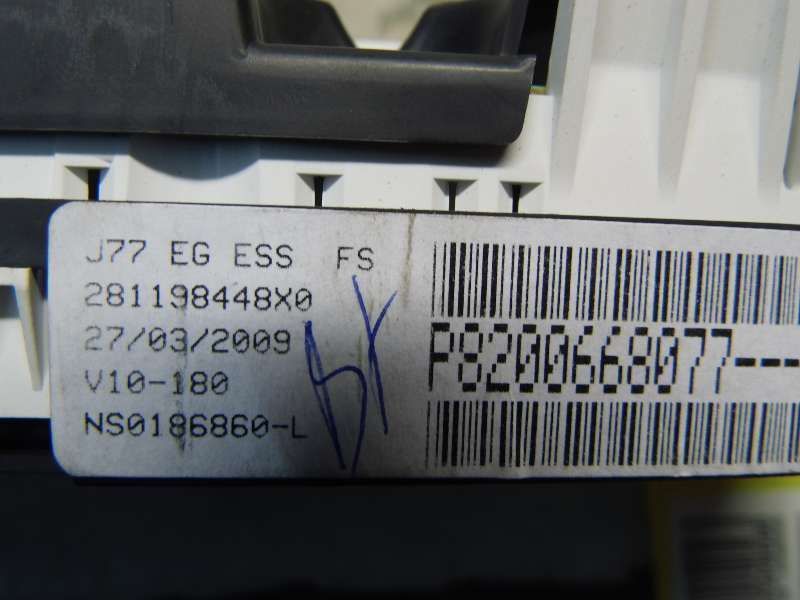 J77 EG ESS FS
281198448X0
27/03/2009
V10-180
NS0186860-L
P8200668077---